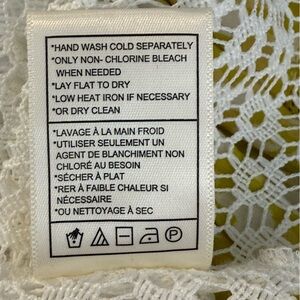 *HAND WASH COLD SEPARATELY
*ONLY NON- CHLORINE BLEACH
WHEN NEEDED
*LAY FLAT TO DRY
*LOW HEAT IRON IF NECESSARY
*OR DRY CLEAN
*LAVAGE À LA MAIN FROID
*UTILISER SEULEMENT UN
AGENT DE BLANCHIMENT NON
CHLORÉ AU BESOIN
*SÉCHER À PLAT
*RER À FAIBLE CHALEUR SI
NÉCESSAIRE
*OU NETTOYAGE À SEC
P